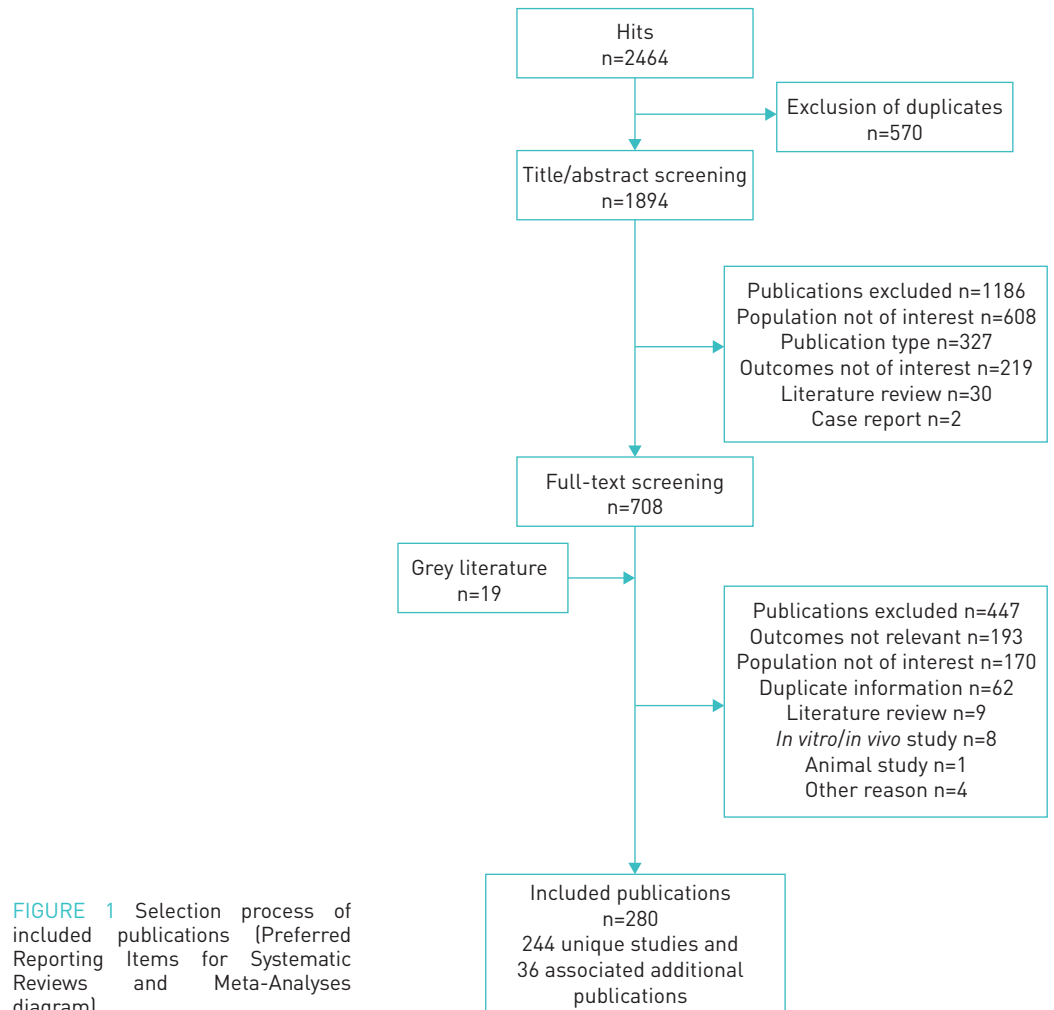 Hits
n=2464
Exclusion of duplicates
n=570
Title/abstract screening
n=1894
Publications excluded n=1186
Population not of interest n=608
Publication type n=327
Outcomes not of interest n=219
Literature review n=30
Case report n=2
Full-text screening
n=708
Grey literature
n=19
Publications excluded n=447
Outcomes not relevant n=193
Population not of interest n=170
Duplicate information n=62
Literature review n=9
In vitro/in vivo study n=8
Animal study n=1
Other reason n=4
Included publications
n=280
244 unique studies and
36 associated additional
publications
FIGURE 1 Selection process of
included publications (Preferred
Reporting Items for Systematic
Reviews and Meta-Analyses
diagram)